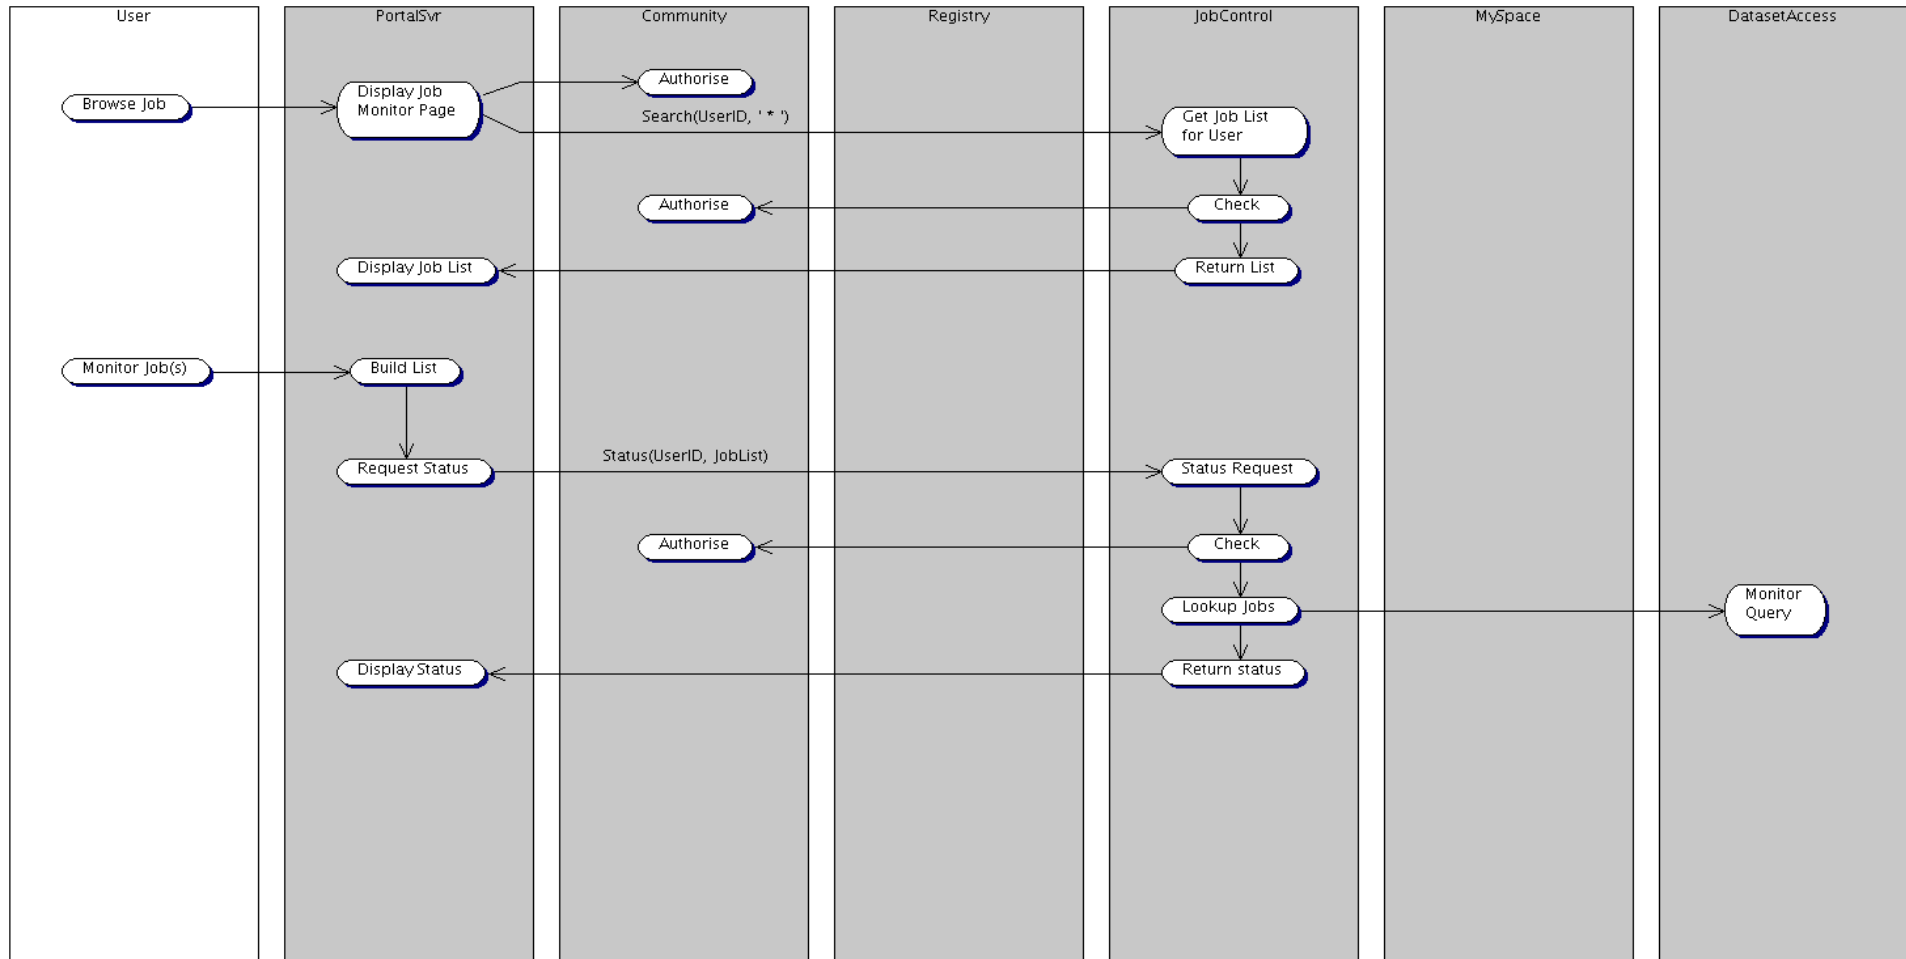 User
PortalSvr
Community
Registry
JobControl
MySpace
DatasetAccess
Browse Job
Display Job
Monitor Page
Authorise
Search(UserID, ' * ')
Get Job List
for User
Authorise
Check
Display Job List
Return List
Monitor Job(s)
Build List
Request Status
Status(UserID, JobList)
Status Request
Authorise
Check
Lookup Jobs
Monitor
Query
Display Status
Return status